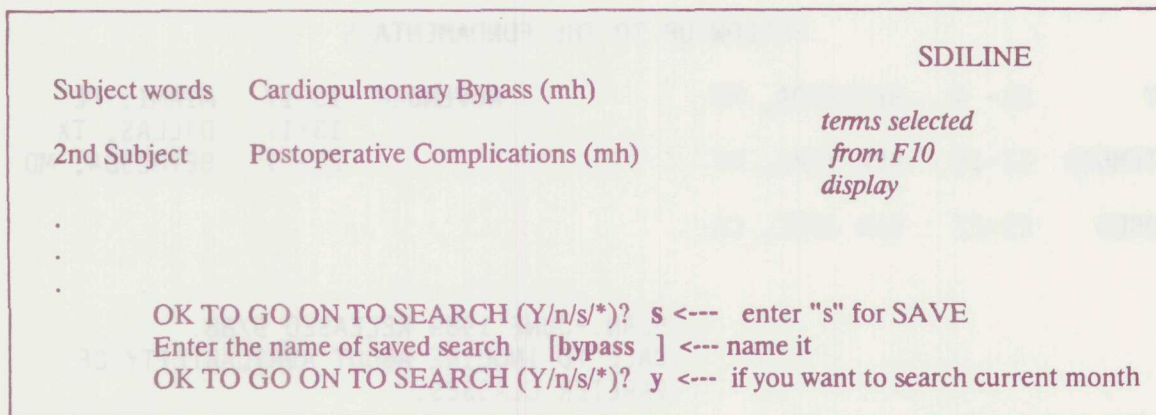 SDILINE
Subject words Cardiopulmonary Bypass (mh)
terms selected
2nd Subject Postoperative Complications (mh) from F10
display
.
.
.
OK TO GO ON TO SEARCH (Y/n/s/*)? s <--- enter "s" for SAVE
Enter the name of saved search [bypass ] <--- name it
OK TO GO ON TO SEARCH (Y/n/s/*)? y <--- if you want to search current month